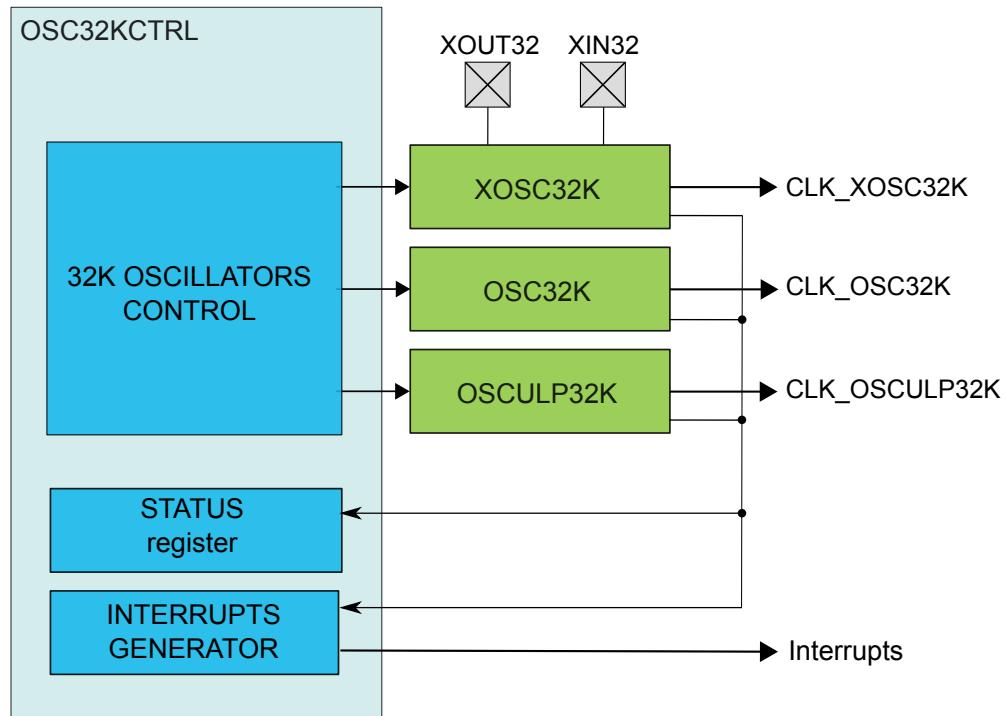 OSC32KCTRL
XOUT32
XIN32
XOSC32K
CLK_XOSC32K
32K OSCILLATORS
CONTROL
OSC32K
CLK_OSC32K
OSCULP32K
CLK_OSCULP32K
STATUS
register
INTERRUPTS
GENERATOR
Interrupts